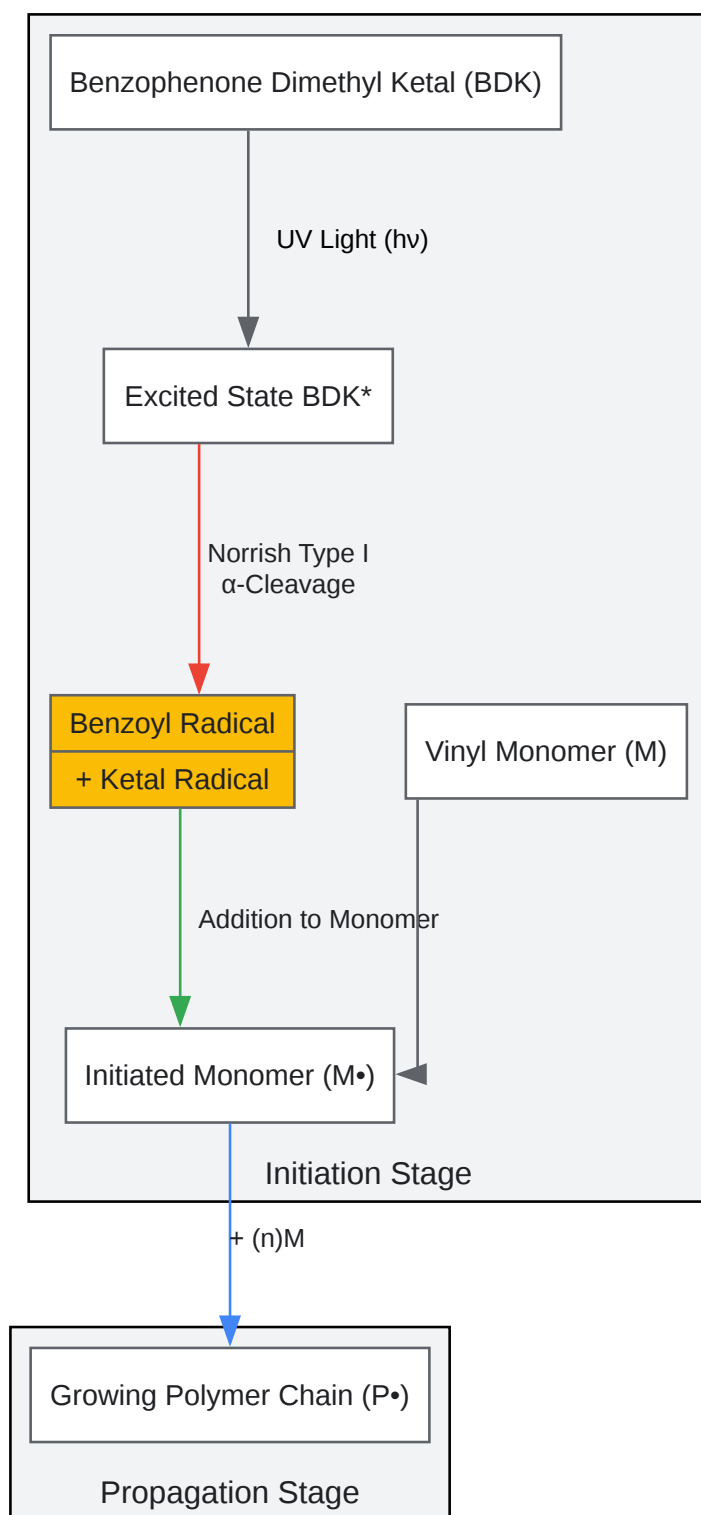 Benzophenone Dimethyl Ketal (BDK)
UV Light (hν)
Excited State BDK*
Norrish Type I
α-Cleavage
Benzoyl Radical
+ Ketal Radical
Vinyl Monomer (M)
Addition to Monomer
Initiated Monomer (M•)
Initiation Stage
+ (n)M
Growing Polymer Chain (P•)
Propagation Stage